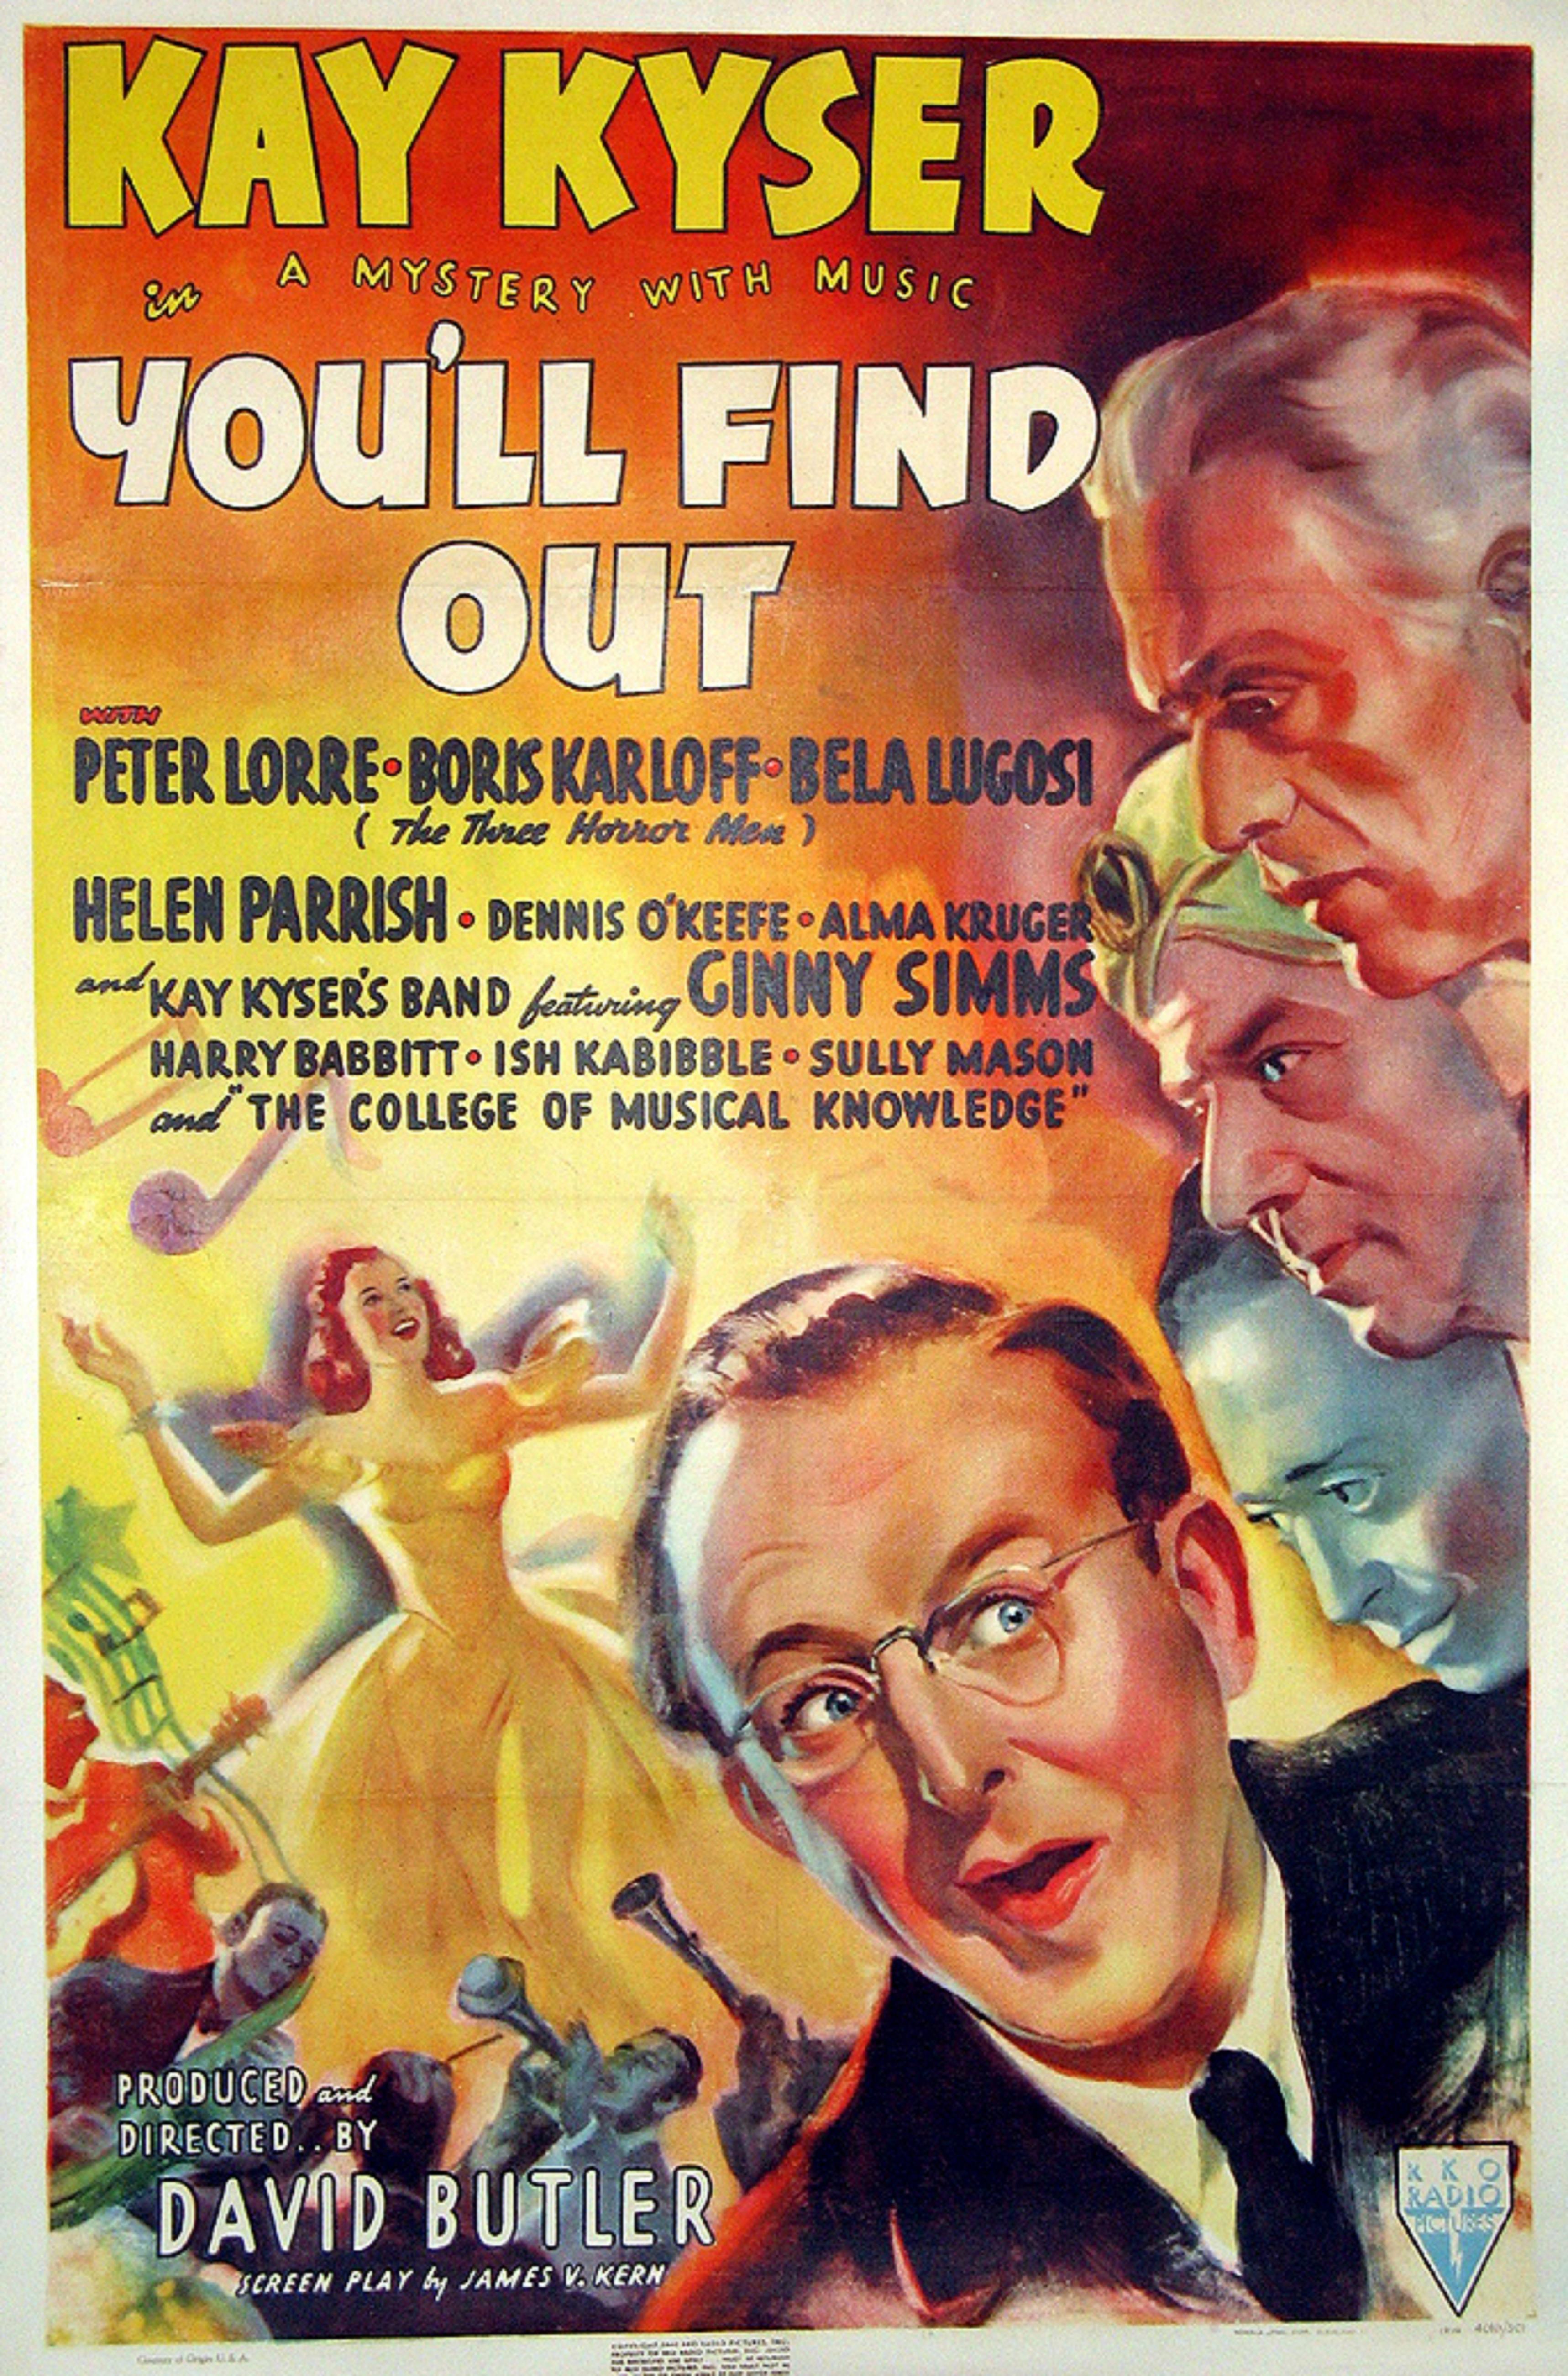 KAY KYSER
in A MYSTERY WITH MUSIC
YOU'LL FIND
OUT
WITH
PETER LORRE • BORIS KARLOFF • BELA LUGOSI
( The Three Horror Men )
HELEN PARRISH • DENNIS O'KEEFE • ALMA KRUGER
and KAY KYSER'S BAND featuring GINNY SIMMS
HARRY BABBITT • ISH KABIBBLE • SULLY MASON
and "THE COLLEGE OF MUSICAL KNOWLEDGE"
PRODUCED and
DIRECTED.. BY
DAVID BUTLER
SCREEN PLAY by JAMES V. KERN
RKO
RADIO
PICTURES
Country of Origin U.S.A.